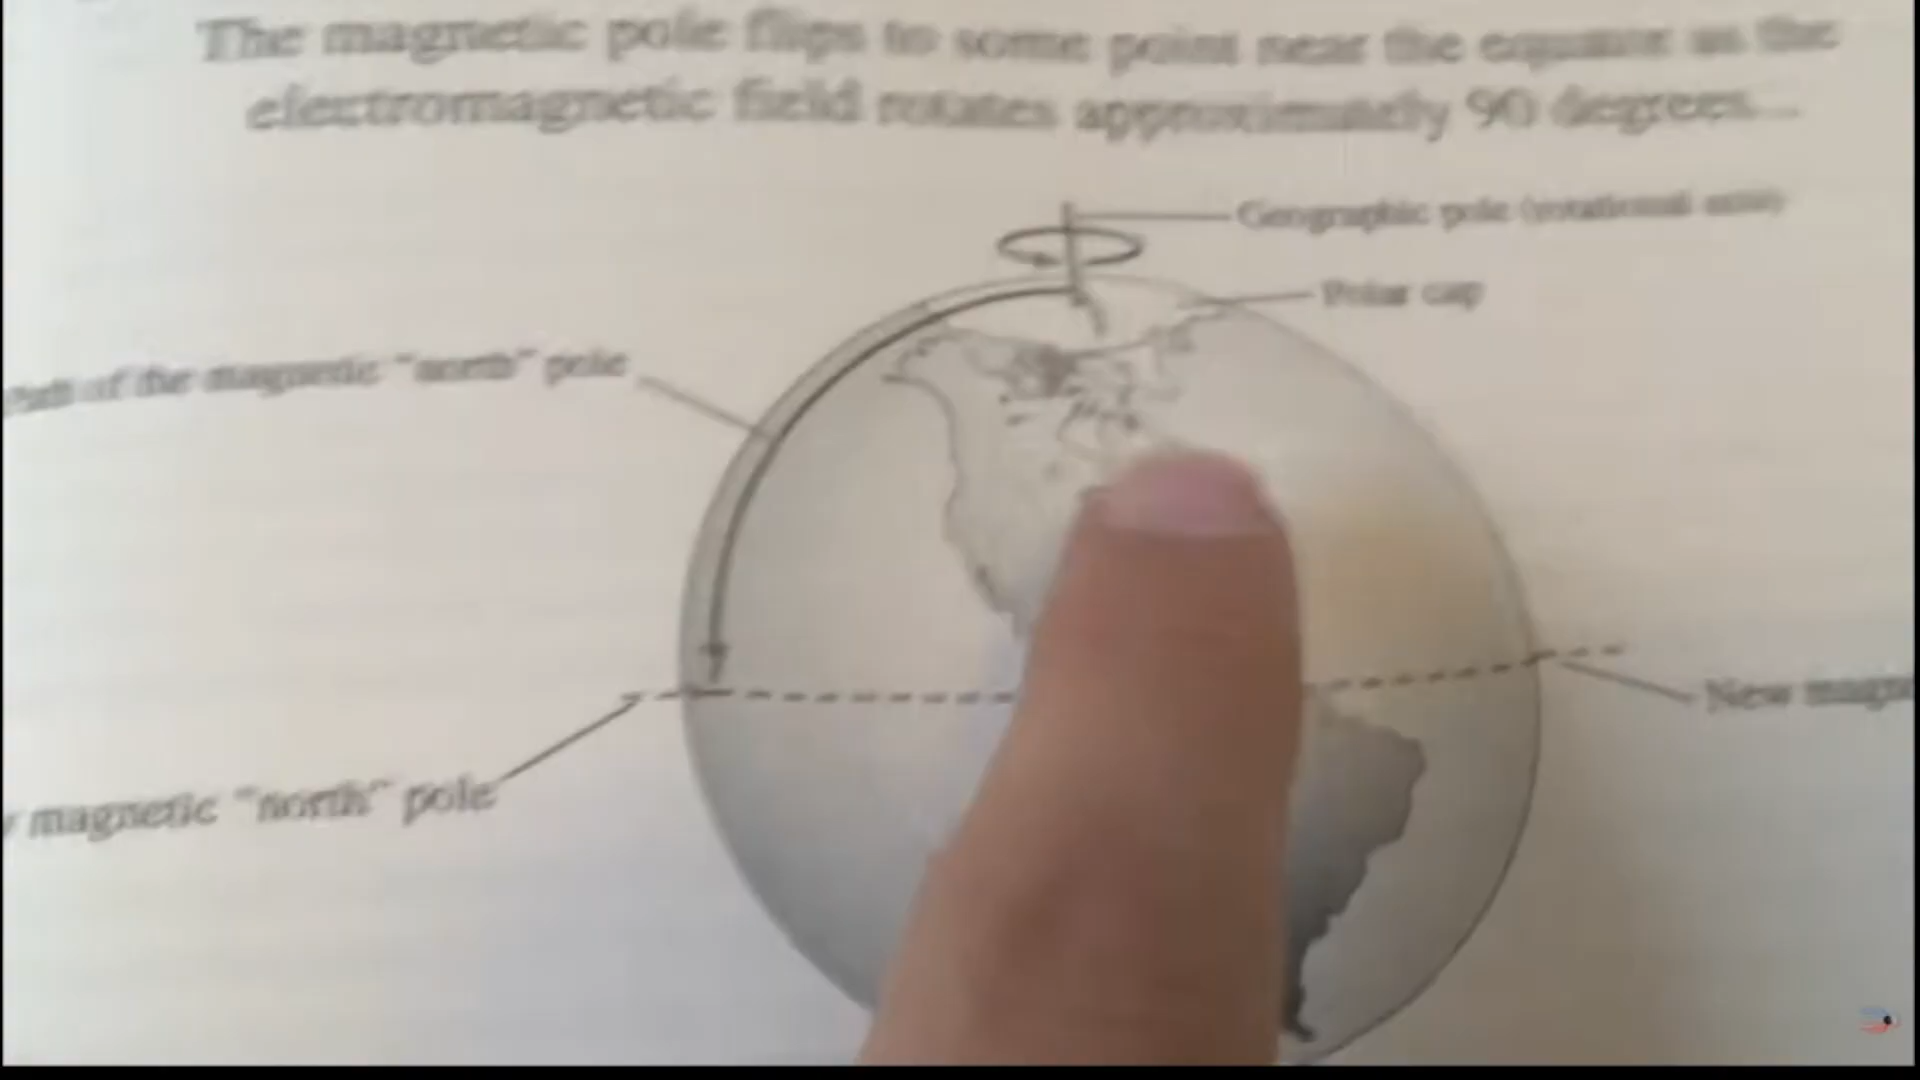 The magnetic pole flips to some point near the equator as the
electromagnetic field rotates approximately 90 degrees...
Geographic pole (rotational axis)
Polar cap
of the magnetic "north" pole
New magn
magnetic "north" pole